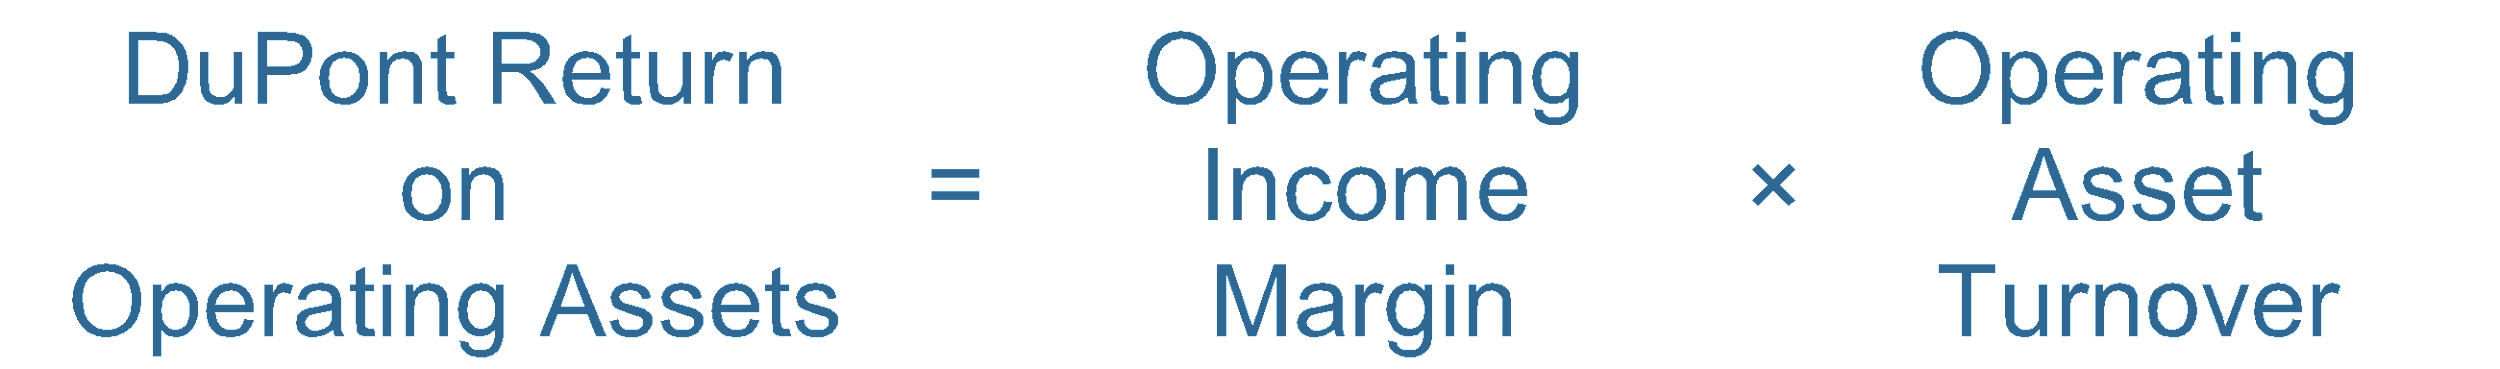 DuPont Return
on
Operating Assets
=
Operating
Income
Margin
×
Operating
Asset
Turnover